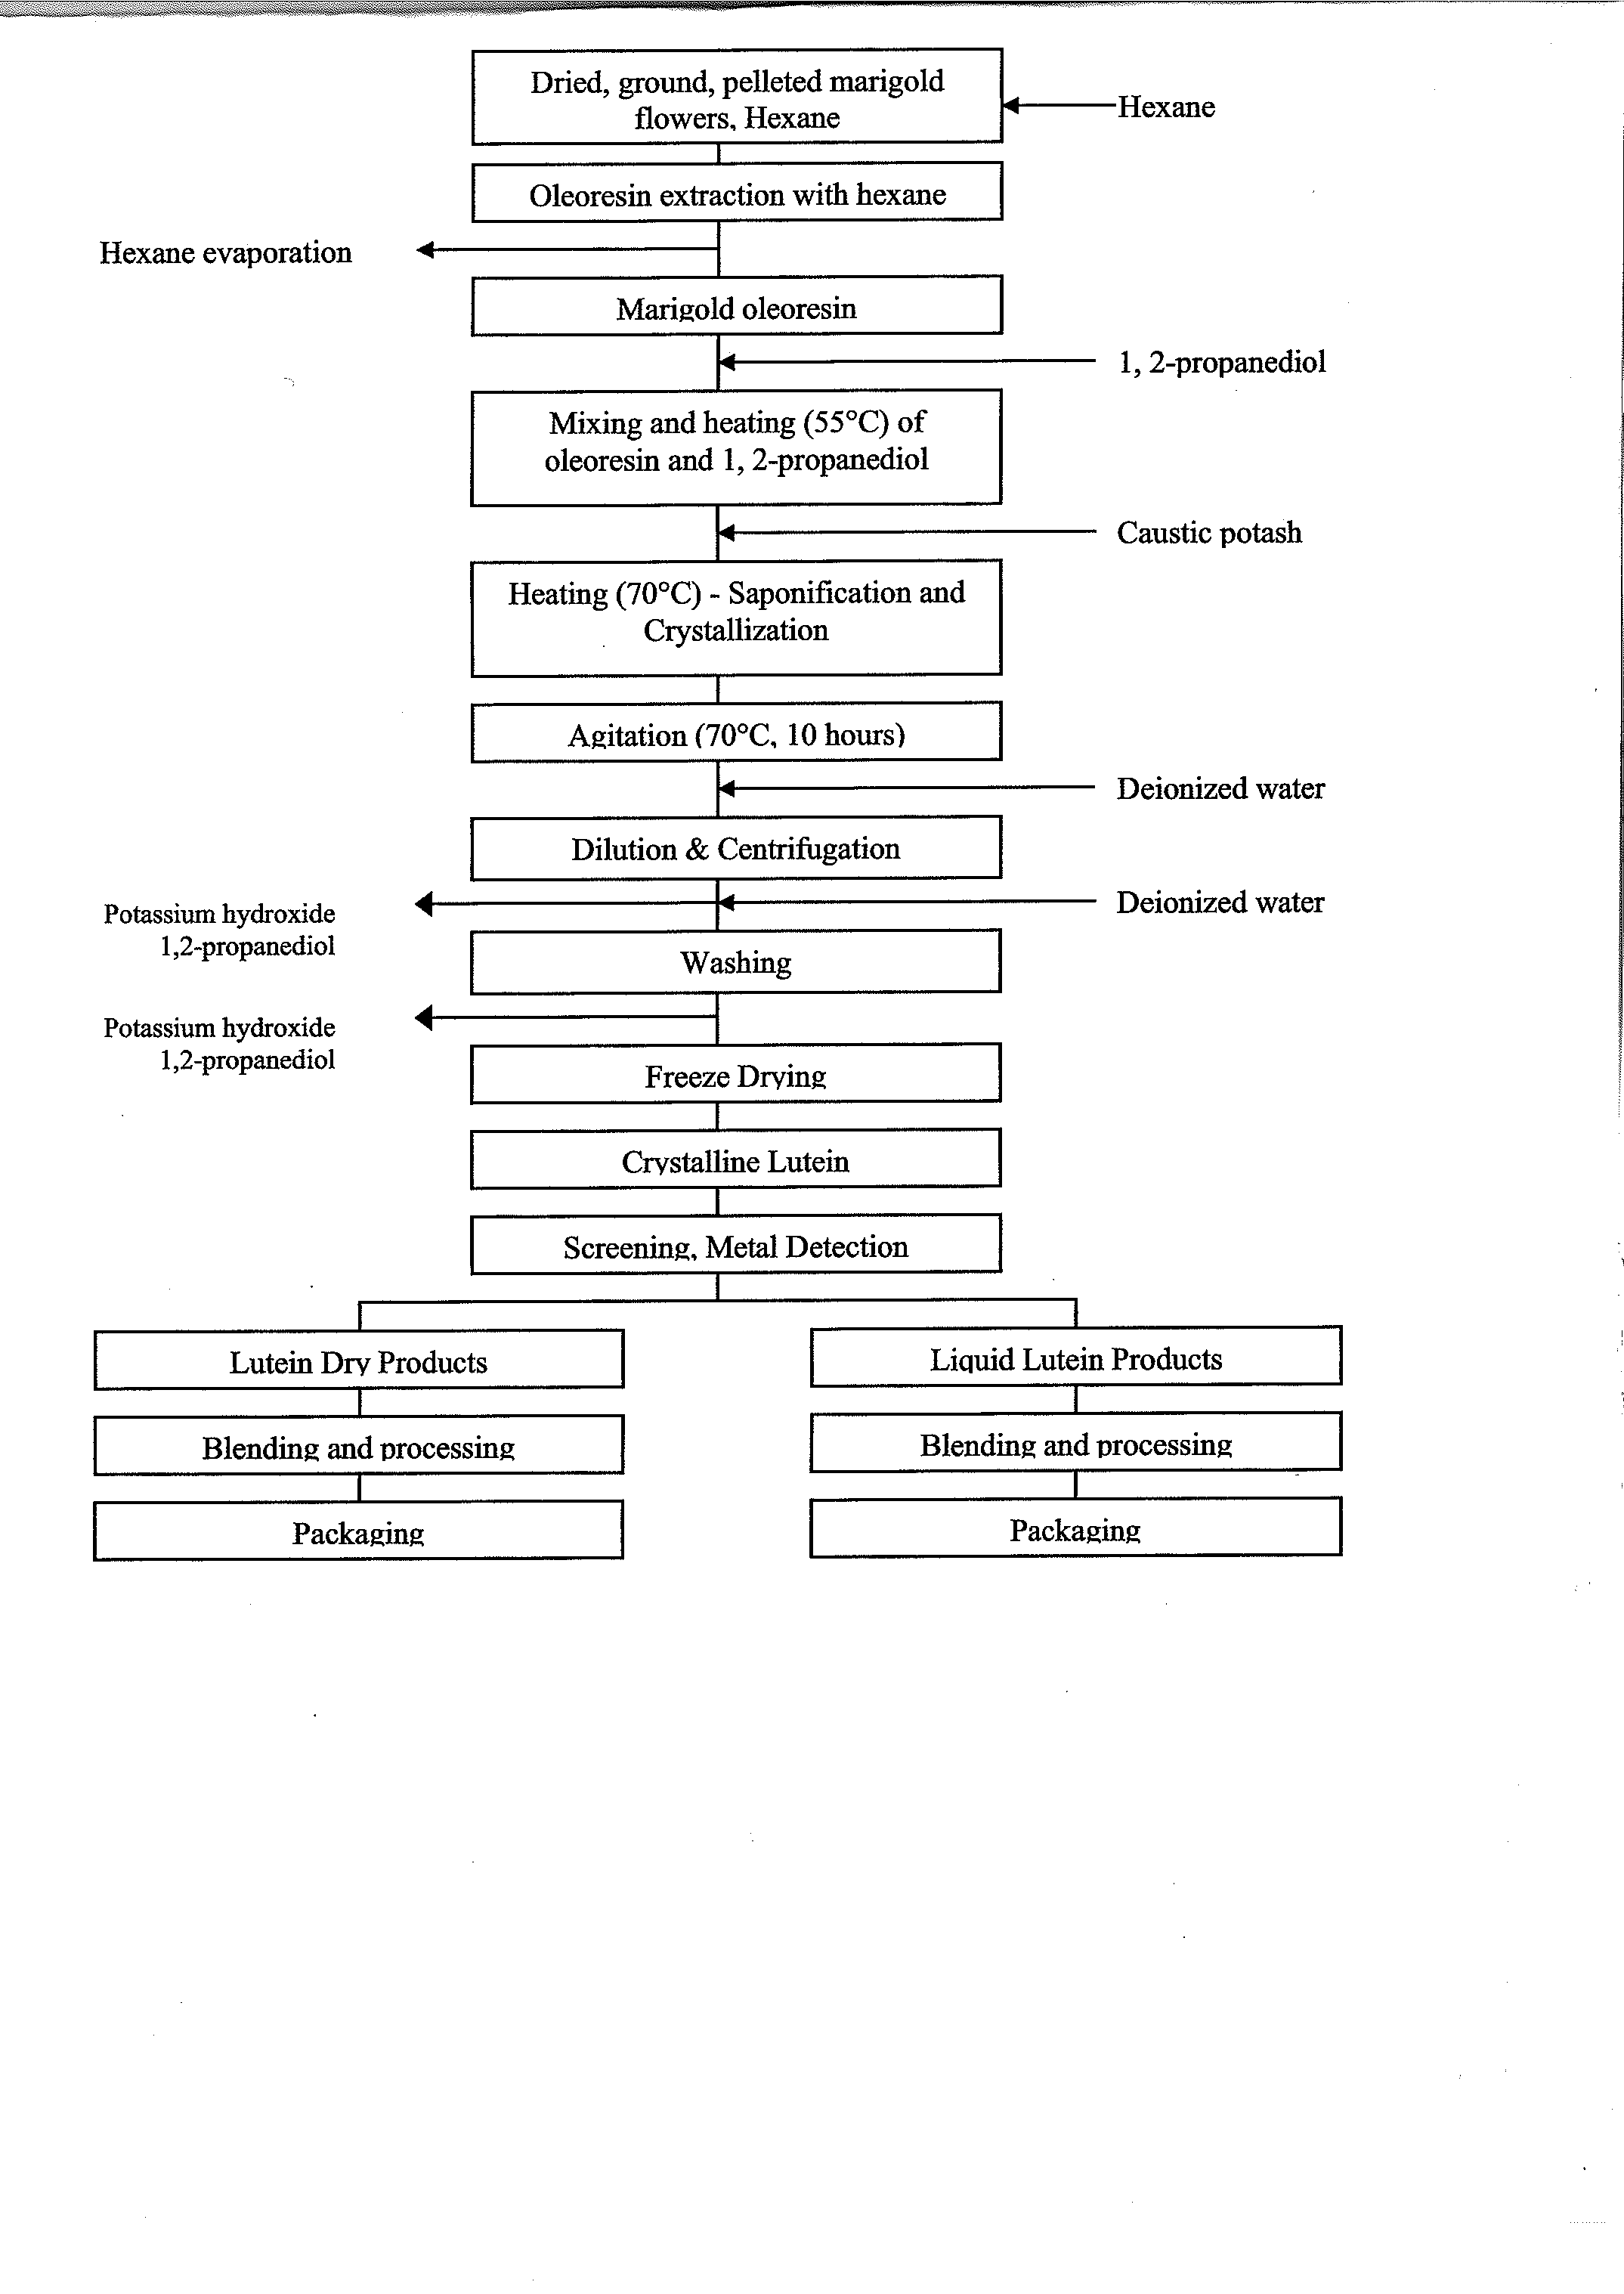 Dried, ground, pelleted marigold
flowers, Hexane
Hexane
Oleoresin extraction with hexane
Hexane evaporation
Marigold oleoresin
1, 2-propanediol
Mixing and heating (55°C) of
oleoresin and 1, 2-propanediol
Caustic potash
Heating (70°C) - Saponification and
Crystallization
Agitation (70°C, 10 hours)
Deionized water
Dilution & Centrifugation
Deionized water
Potassium hydroxide
1,2-propanediol
Washing
Potassium hydroxide
1,2-propanediol
Freeze Drying
Crystalline Lutein
Screening, Metal Detection
Lutein Dry Products
Liquid Lutein Products
Blending and processing
Blending and processing
Packaging
Packaging